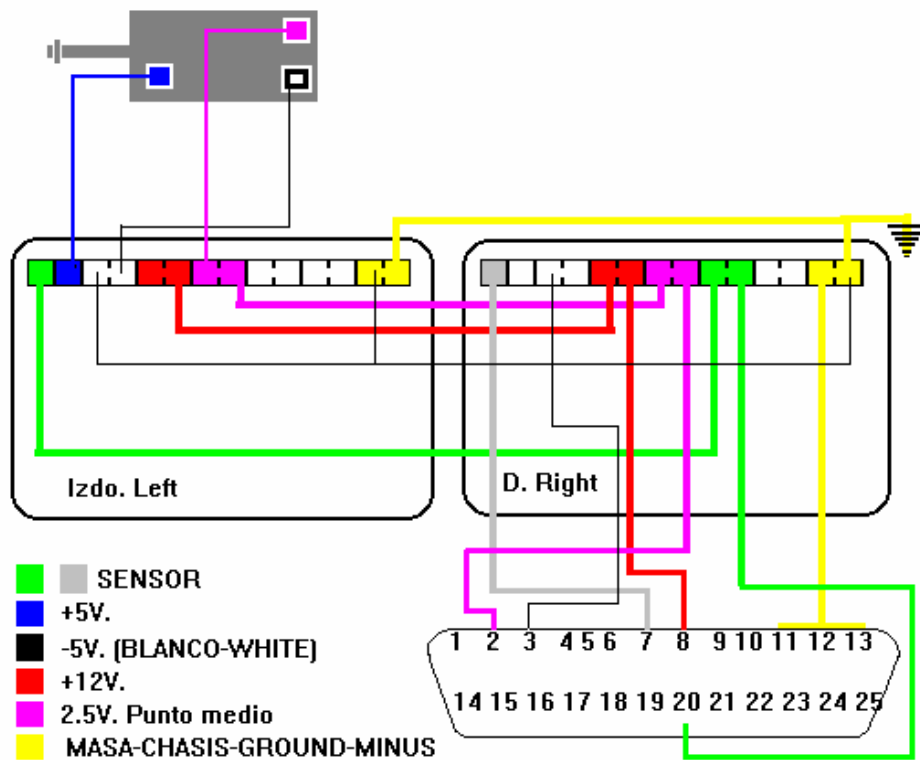 Izdo. Left
D. Right
SENSOR
+5V.
-5V. (BLANCO-WHITE)
+12V.
2.5V. Punto medio
MASA-CHASIS-GROUND-MINUS
1 2 3 4 5 6 7 8 9 10 11 12 13
14 15 16 17 18 19 20 21 22 23 24 25